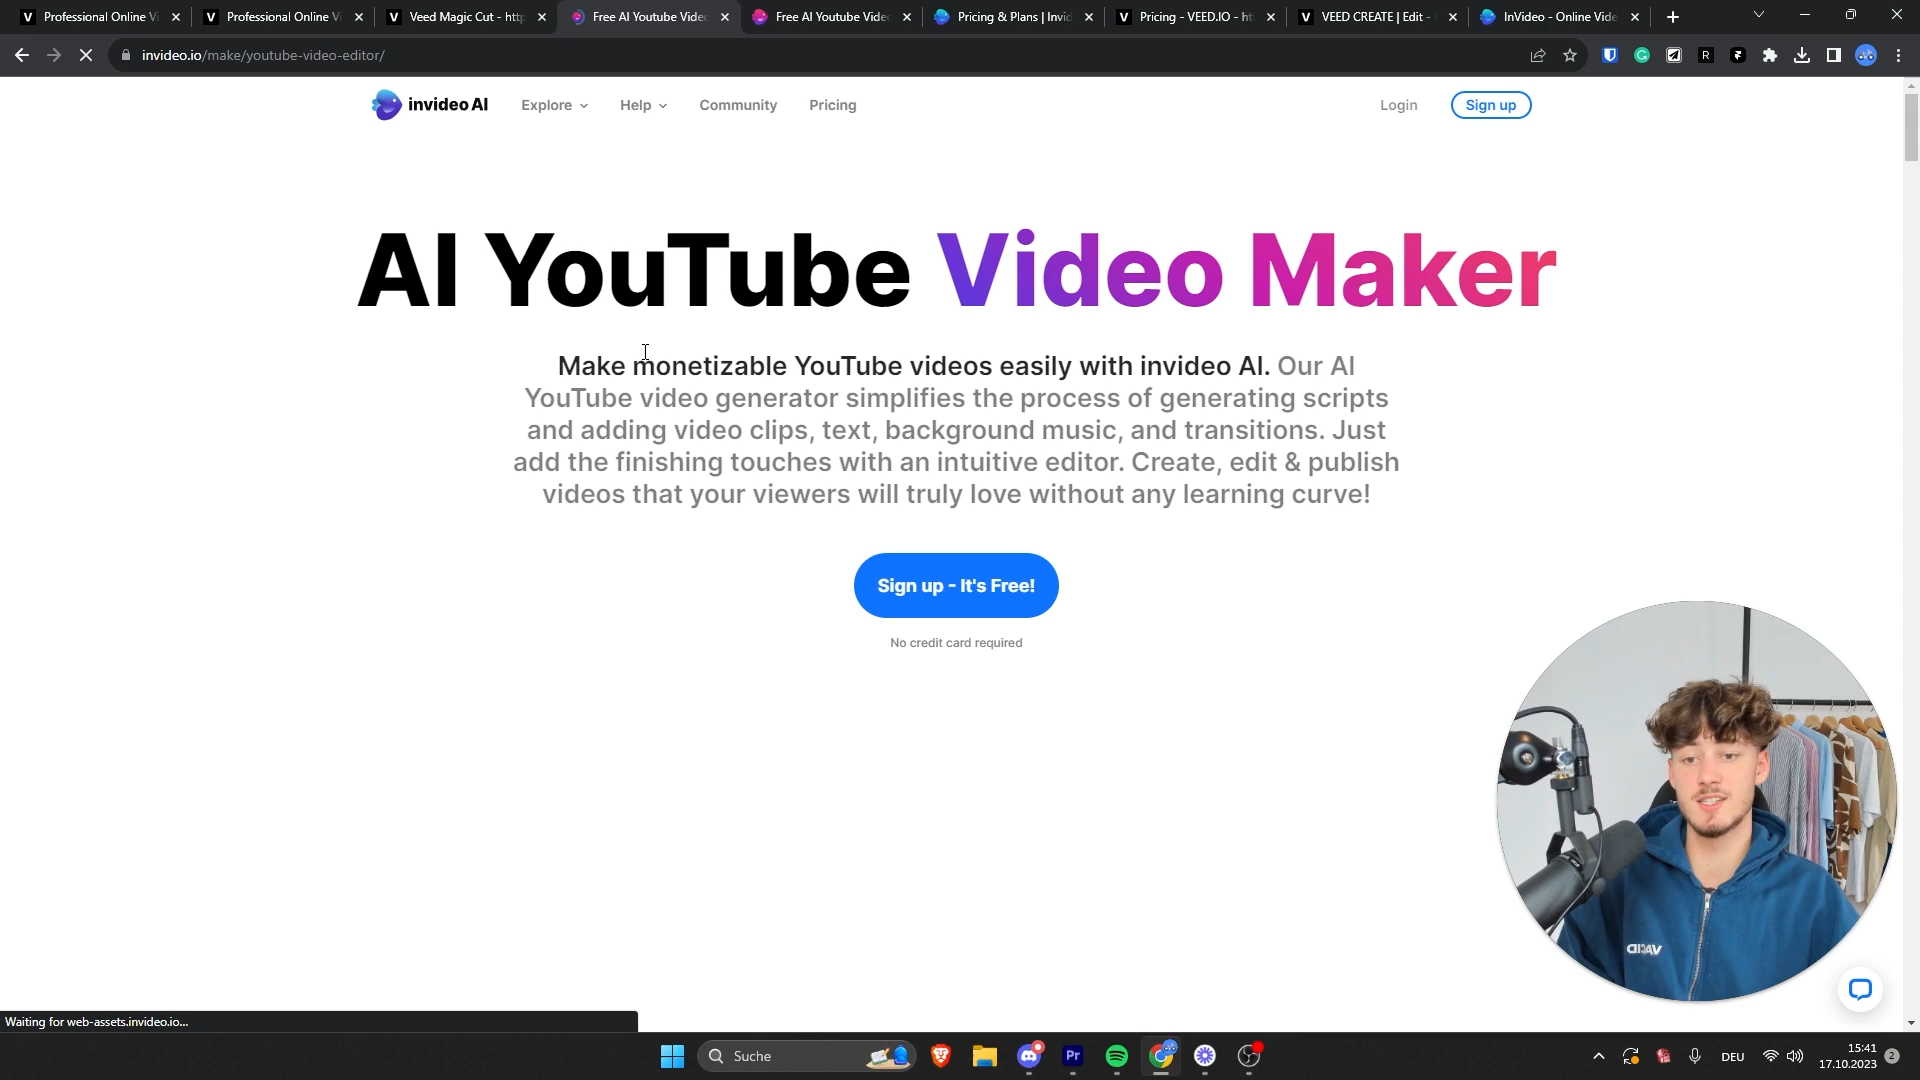 Professional Online Vi
Professional Online Vi
Veed Magic Cut - http
Free AI Youtube Vide
Free AI Youtube Vide
Pricing & Plans | Invid
Pricing - VEED.IO - ht
VEED CREATE | Edit -
InVideo - Online Vide
invideo.io/make/youtube-video-editor/
invideo AI
Explore
Help
Community
Pricing
Login
Sign up
AI YouTube Video Maker
Make monetizable YouTube videos easily with invideo AI. Our AI
YouTube video generator simplifies the process of generating scripts
and adding video clips, text, background music, and transitions. Just
add the finishing touches with an intuitive editor. Create, edit & publish
videos that your viewers will truly love without any learning curve!
Sign up - It's Free!
No credit card required
Waiting for web-assets.invideo.io...
Suche
Pr
DEU
15:41
17.10.2023
2